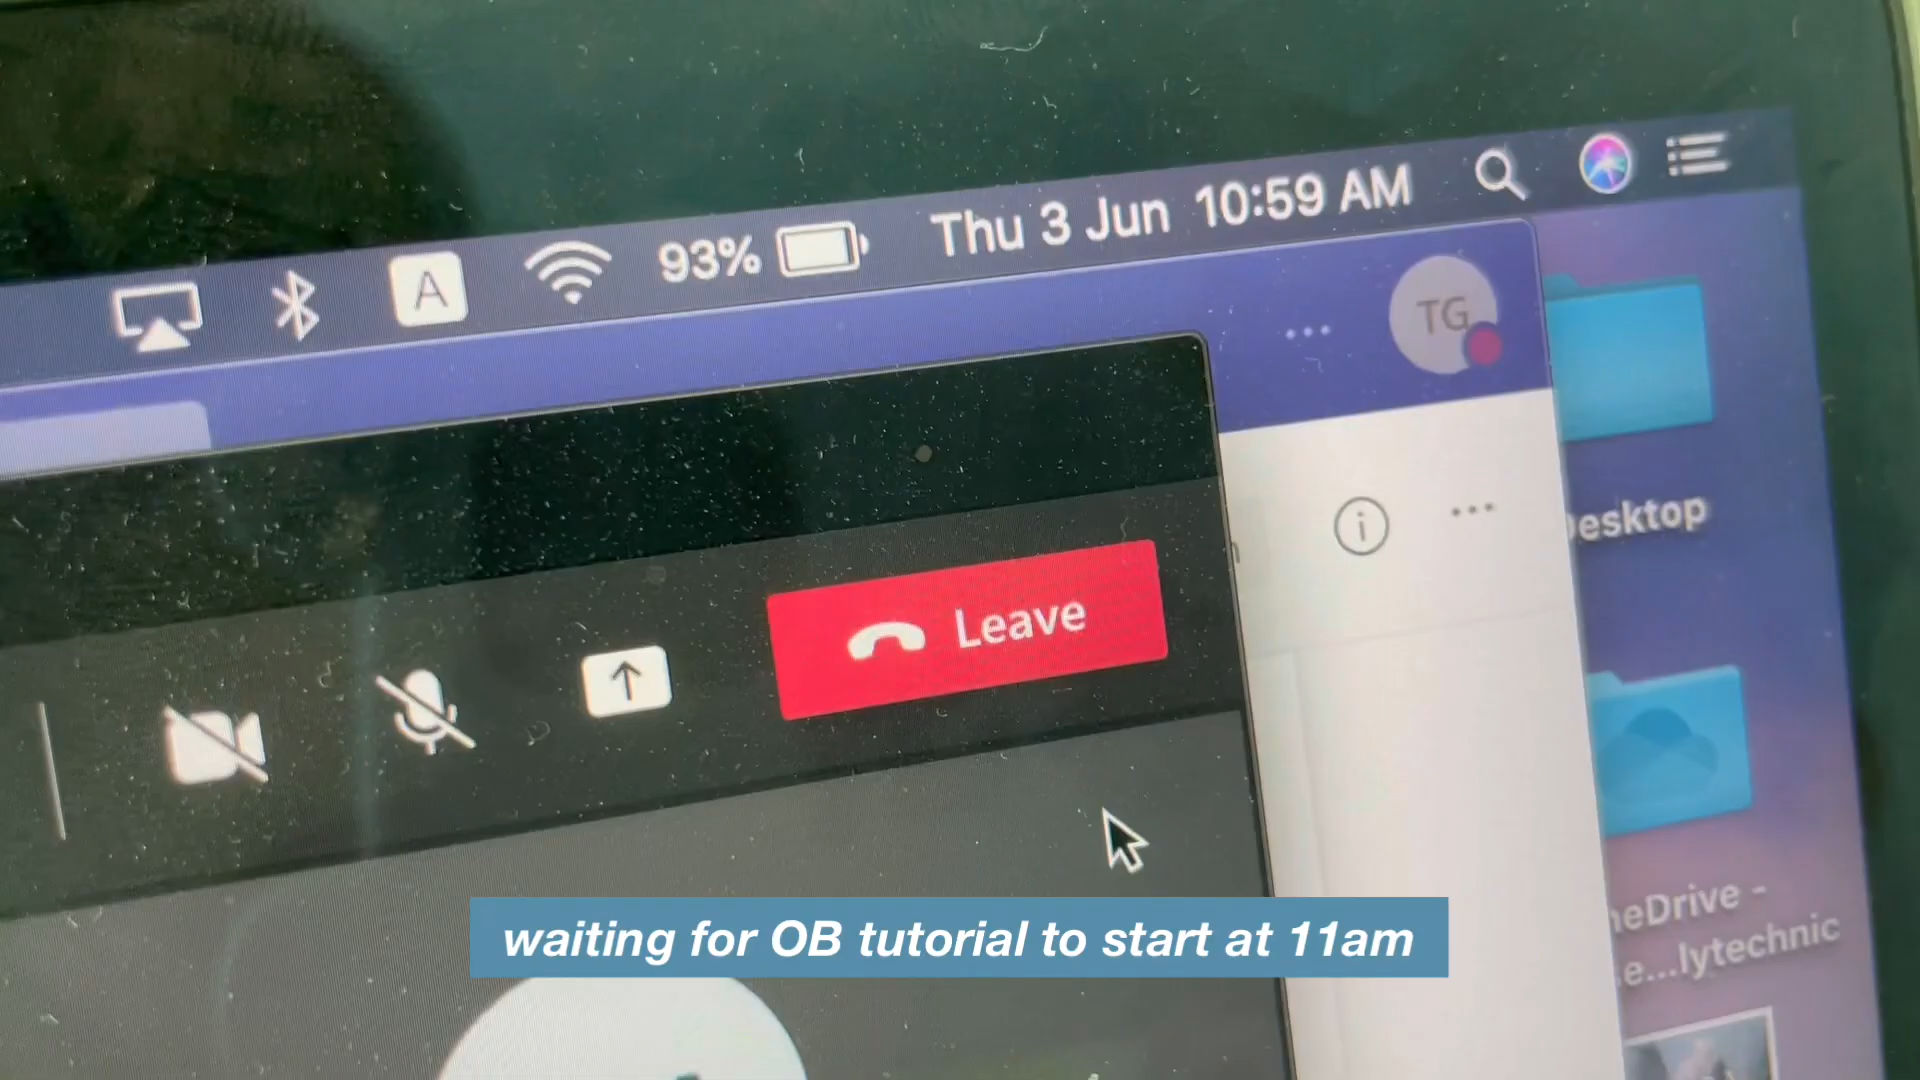 A 93% Thu 3 Jun 10:59 AM
TG
esktop
Leave
neDrive -
e...lytechnic
waiting for OB tutorial to start at 11am